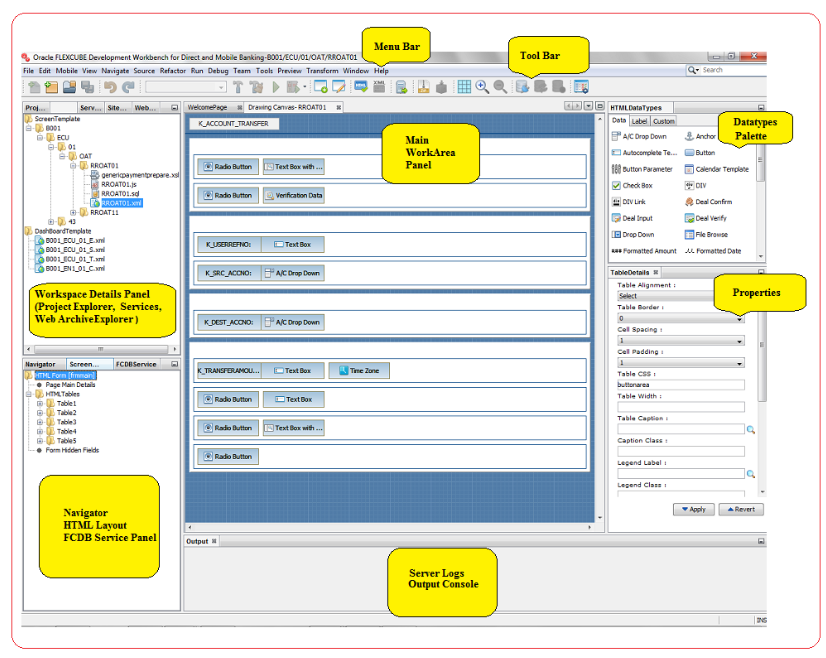 Menu Bar
Tool Bar
Oracle FLEXCUBE Development Workbench for Direct and Mobile Banking-B001/ECU/01/OAT/RROAT01
File Edit Mobile View Navigate Source Refactor Run Debug Team Tools Preview Transform Window Help
Search
Proj... Serv... Site... Web...
ScreenTemplate
B001
ECU
01
OAT
RROAT01
genericpaymentprepare.xsl
RROAT01.js
RROAT01.sql
RROAT01.xml
RROAT11
43
DashBoardTemplate
B001_ECU_01_E.xml
B001_ECU_01_S.xml
B001_ECU_01_T.xml
B001_EN1_01_C.xml
Workspace Details Panel
(Project Explorer, Services,
Web ArchiveExplorer )
Navigator Screen... FCDBService
HTML Form [frmmain]
Page Main Details
HTMLTables
Table1
Table2
Table3
Table4
Table5
Form Hidden Fields
Navigator
HTML Layout
FCDB Service Panel
WelcomePage Drawing Canvas- RROAT01
K_ACCOUNT_TRANSFER
Main
WorkArea
Panel
Radio Button Text Box with ...
Radio Button Verification Data
K_USERREFNO: Text Box
K_SRC_ACCNO: A/C Drop Down
K_DEST_ACCNO: A/C Drop Down
K_TRANSFERAMOU... Text Box Time Zone
Radio Button Text Box
Radio Button Text Box with ...
Radio Button
Output
Server Logs
Output Console
HTMLDataTypes
Data Label Custom
Datatypes
Palette
A/C Drop Down Anchor
Autocomplete Te... Button
Button Parameter Calendar Template
Check Box DIV
DIV Link Deal Confirm
Deal Input Deal Verify
Drop Down File Browse
Formatted Amount Formatted Date
TableDetails
Properties
Table Alignment :
Select
Table Border :
0
Cell Spacing :
1
Cell Padding :
1
Table CSS :
buttonarea
Table Width :
Table Caption :
Caption Class :
Legend Label :
Legend Class :
Apply Revert
INS